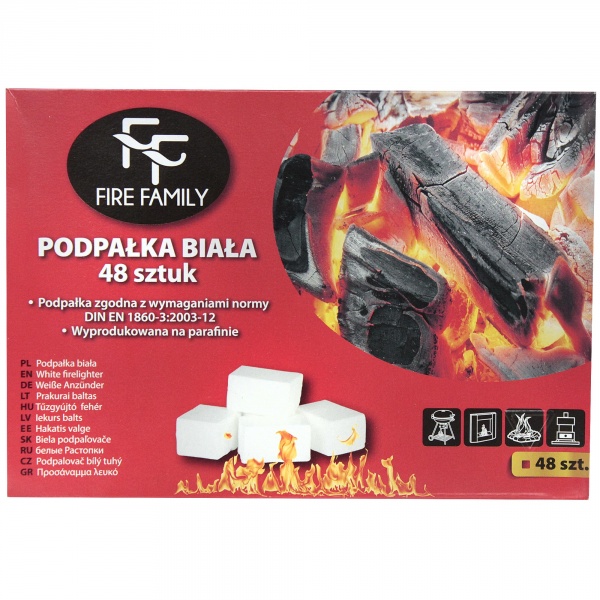 FF
FIRE FAMILY
PODPAŁKA BIAŁA
48 sztuk
• Podpałka zgodna z wymaganiami normy
DIN EN 1860-3:2003-12
• Wyprodukowana na parafinie
PL Podpałka biała
EN White firelighter
DE Weiße Anzünder
LT Prakurai baltas
HU Tűzgyújtó fehér
LV Iekurs balts
EE Hakatis valge
SK Biela podpaľovače
RU белые Растопки
CZ Podpalovač bílý tuhý
GR Προσάναμμα λευκό
48 szt.